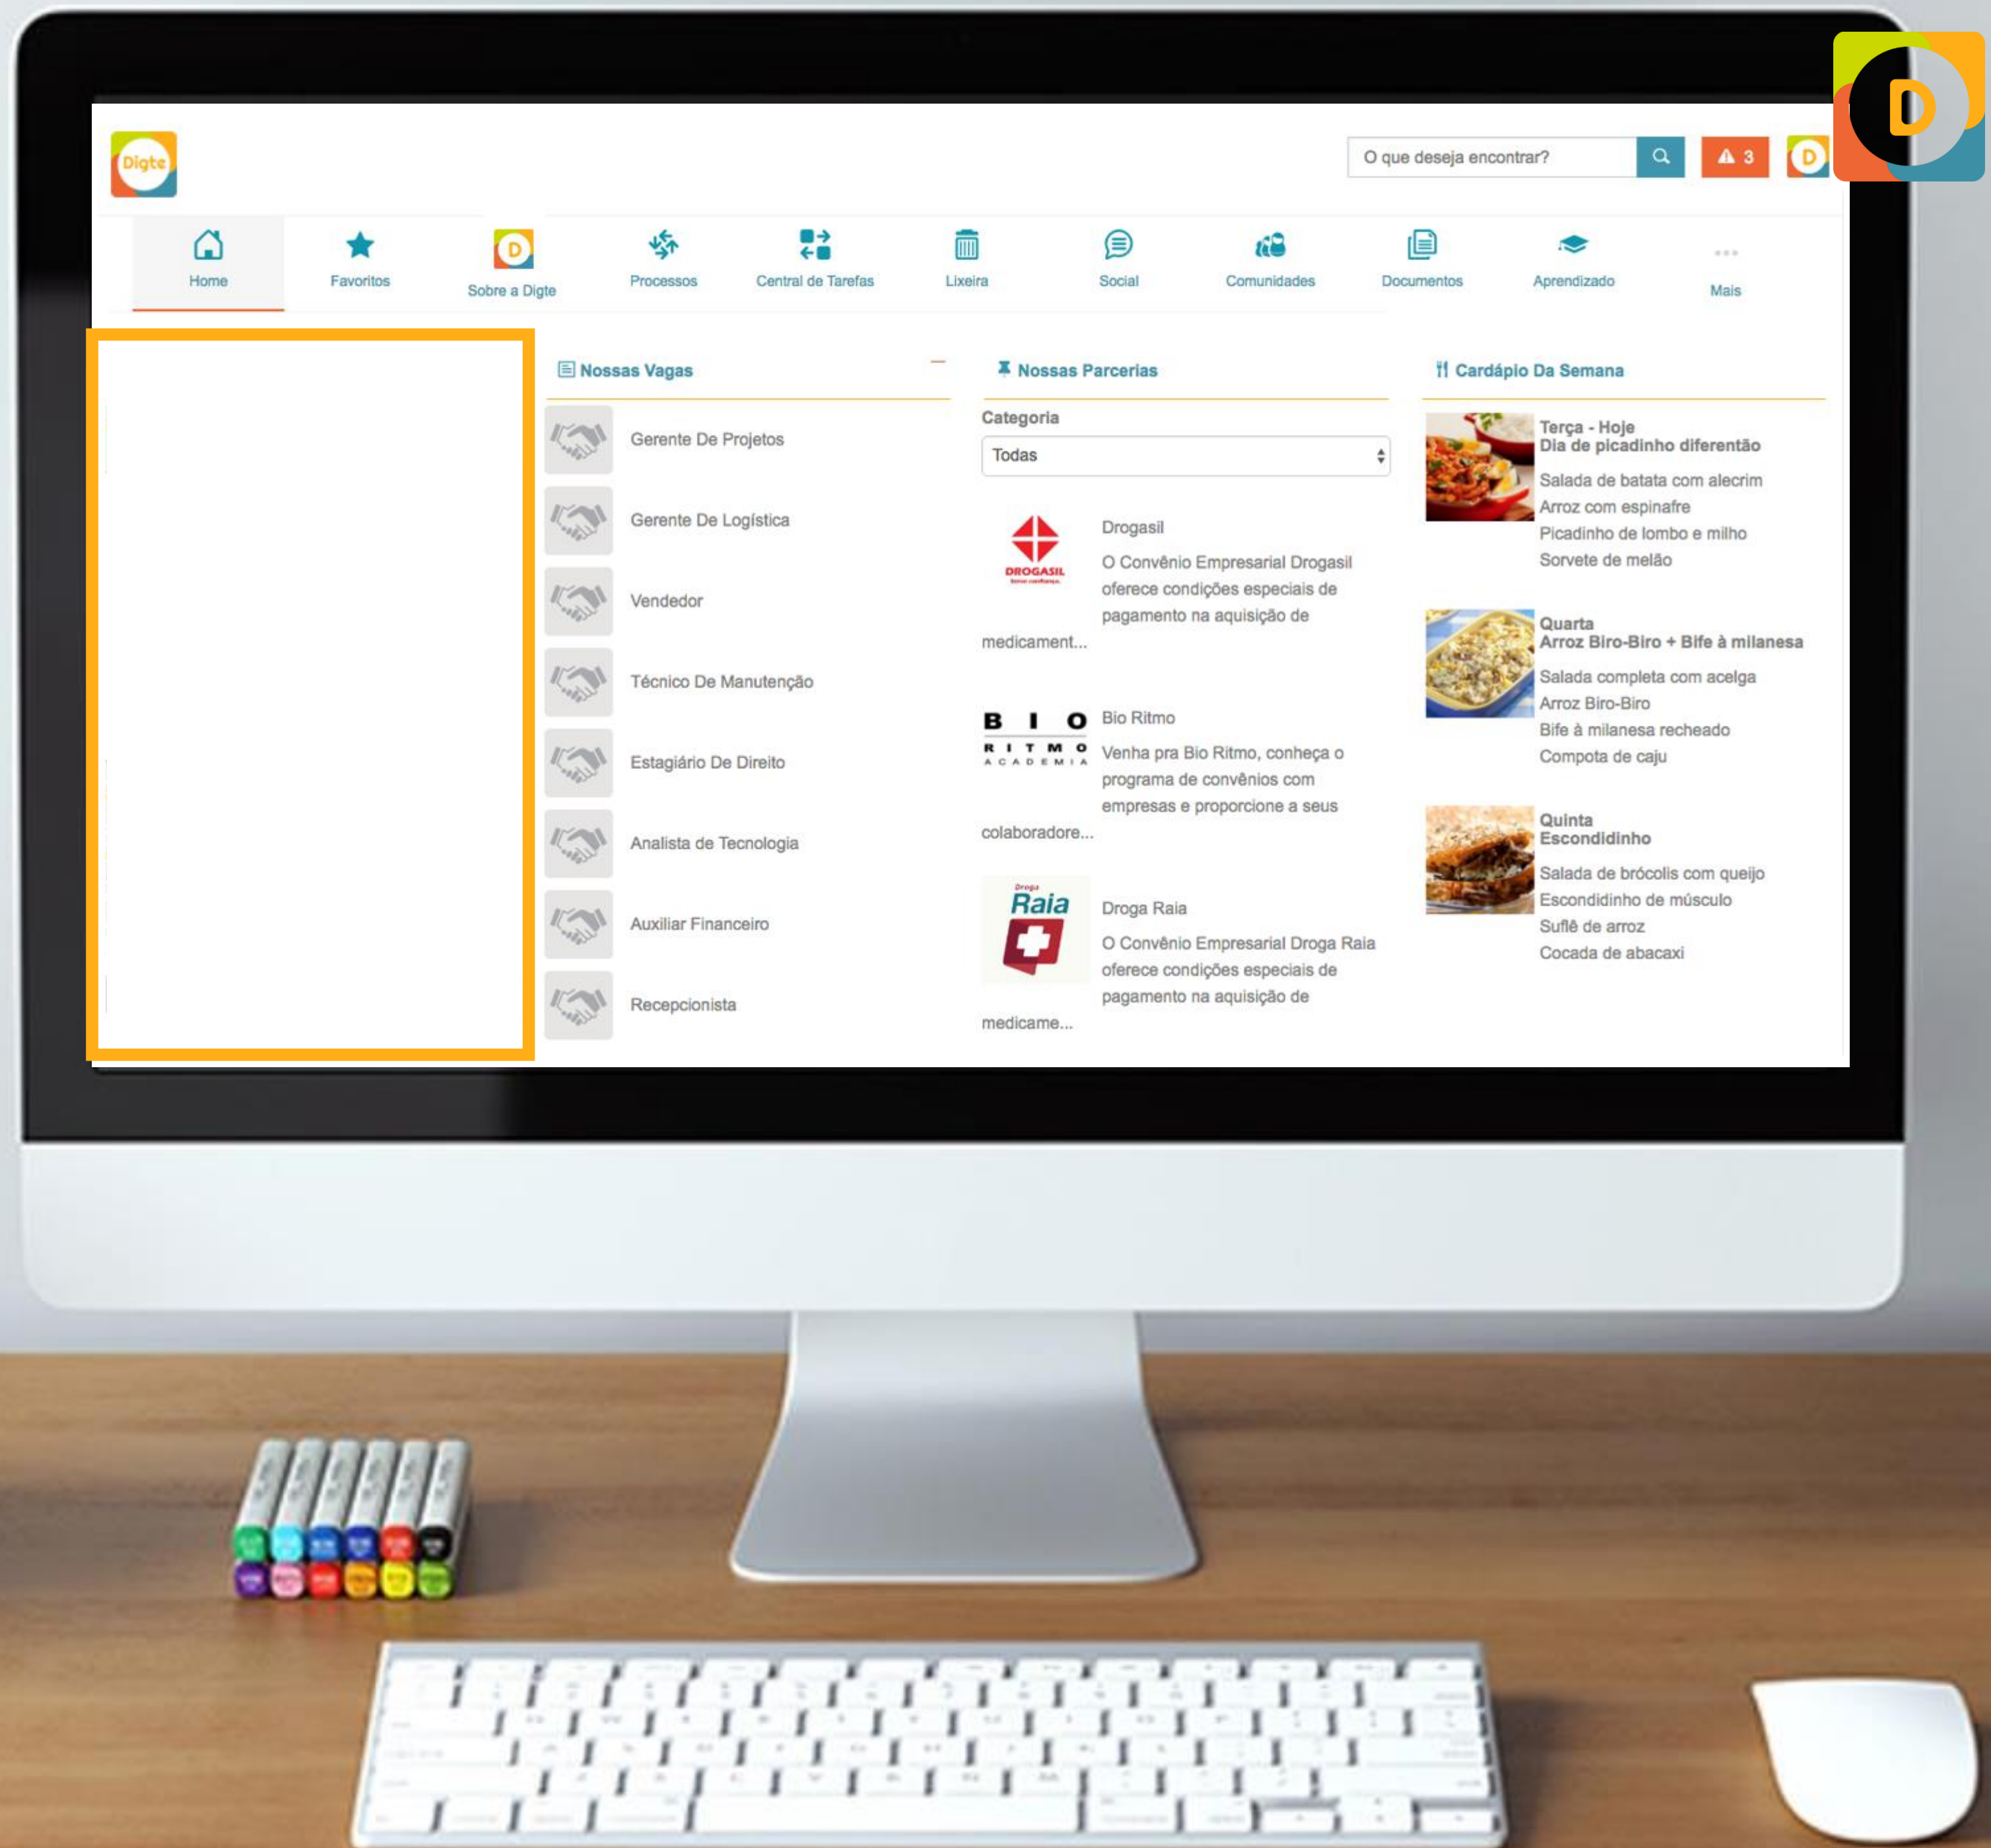 D
Digte
O que deseja encontrar?
3
D
Home
Favoritos
D
Sobre a Digte
Processos
Central de Tarefas
Lixeira
Social
Comunidades
Documentos
Aprendizado
Mais
Nossas Vagas
Gerente De Projetos
Gerente De Logística
Vendedor
Técnico De Manutenção
Estagiário De Direito
Analista de Tecnologia
Auxiliar Financeiro
Recepcionista
Nossas Parcerias
Categoria
Todas
DROGASIL
Drogasil
O Convênio Empresarial Drogasil
oferece condições especiais de
pagamento na aquisição de
medicament...
BIO
RITMO
ACADEMIA
Bio Ritmo
Venha pra Bio Ritmo, conheça o
programa de convênios com
empresas e proporcione a seus
colaboradore...
Droga
Raia
Droga Raia
O Convênio Empresarial Droga Raia
oferece condições especiais de
pagamento na aquisição de
medicame...
Cardápio Da Semana
Terça - Hoje
Dia de picadinho diferentão
Salada de batata com alecrim
Arroz com espinafre
Picadinho de lombo e milho
Sorvete de melão
Quarta
Arroz Biro-Biro + Bife à milanesa
Salada completa com acelga
Arroz Biro-Biro
Bife à milanesa recheado
Compota de caju
Quinta
Escondidinho
Salada de brócolis com queijo
Escondidinho de músculo
Suflê de arroz
Cocada de abacaxi